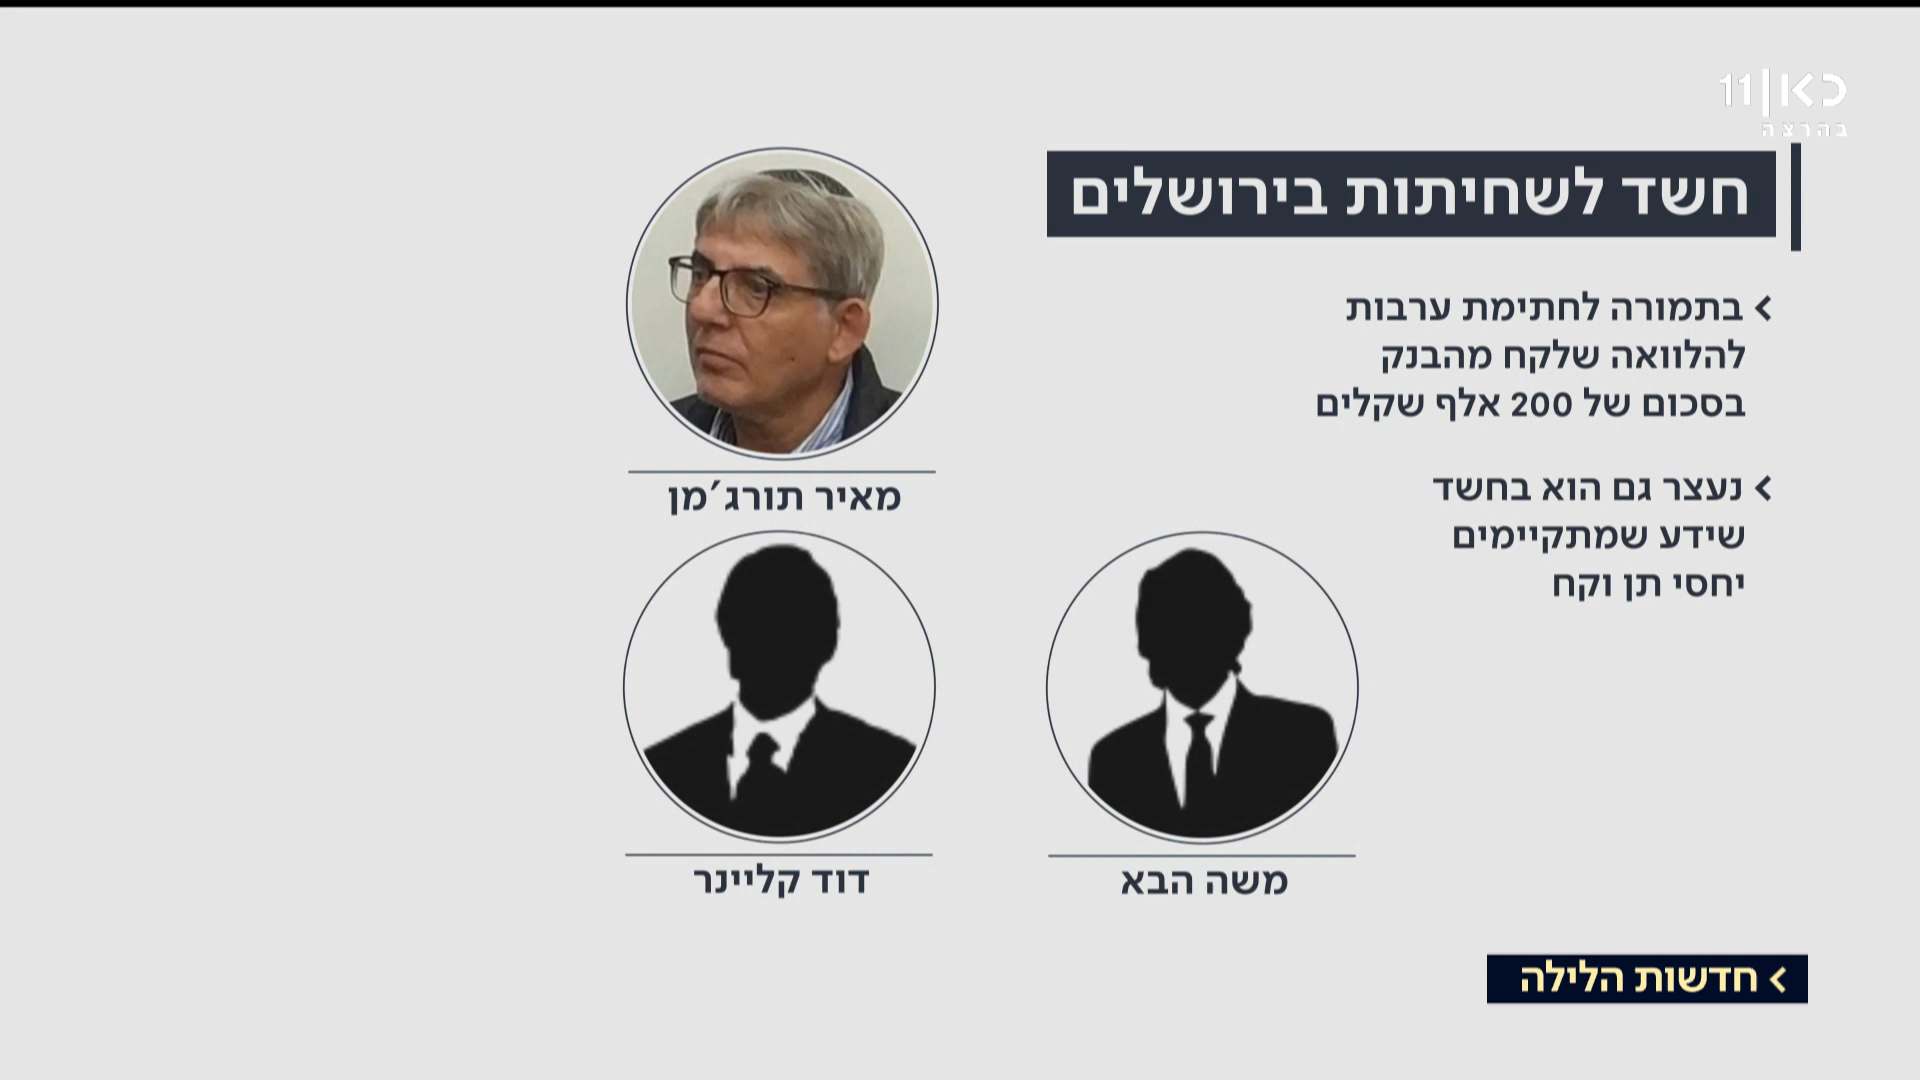 כאן 11
בהרצה
חשד לשחיתות בירושלים
בתמורה לחתימת ערבות
להלוואה שלקח מהבנק
בסכום של 200 אלף שקלים
נעצר גם הוא בחשד
שידע שמתקיימים
יחסי תן וקח
מאיר תורג׳מן
משה הבא
דוד קליינר
חדשות הלילה